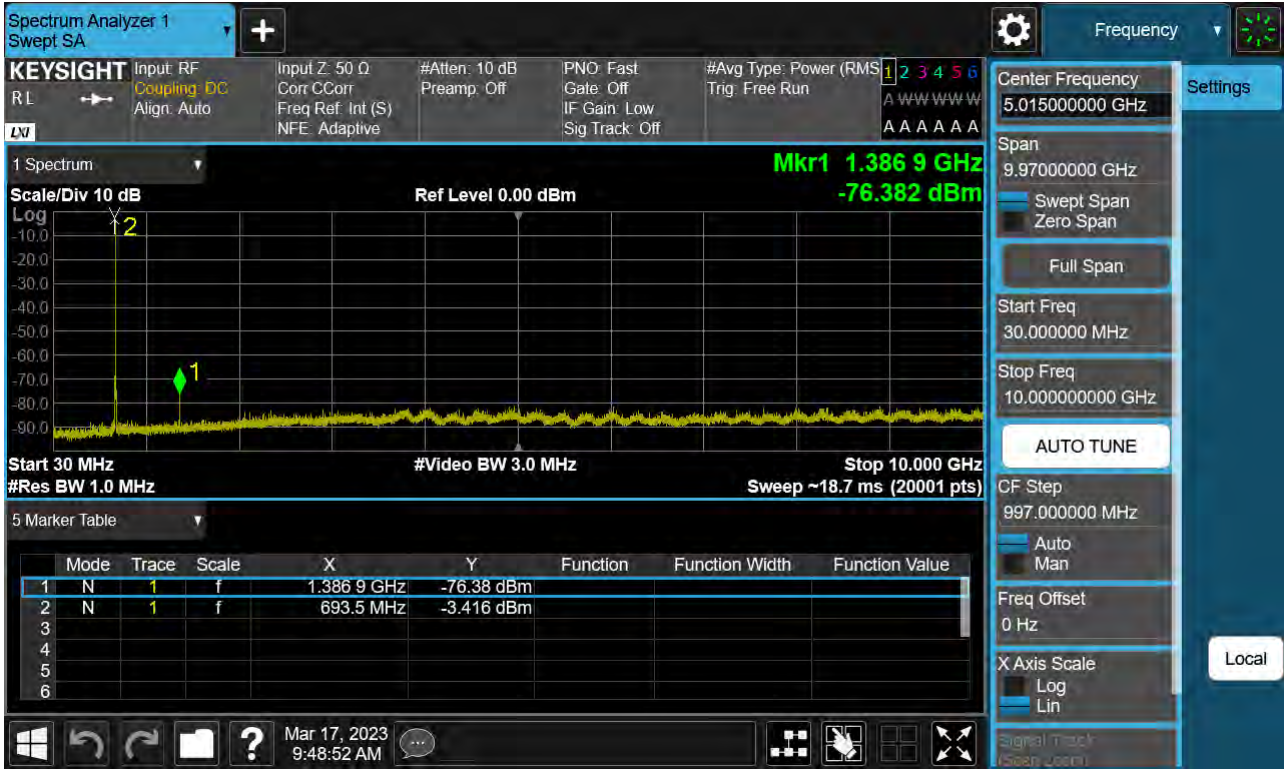 Spectrum Analyzer 1
Swept SA
Frequency
KEYSIGHT
R L
LXI
Input: RF
Coupling: DC
Align: Auto
Input Z: 50 Ω
Corr CCorr
Freq Ref: Int (S)
NFE: Adaptive
#Atten: 10 dB
Preamp: Off
PNO: Fast
Gate: Off
IF Gain: Low
Sig Track: Off
#Avg Type: Power (RMS
Trig: Free Run
1 2 3 4 5 6
A W W W W W
A A A A A A
1 Spectrum
Mkr1 1.386 9 GHz
-76.382 dBm
Scale/Div 10 dB
Ref Level 0.00 dBm
Log
-10.0
-20.0
-30.0
-40.0
-50.0
-60.0
-70.0
-80.0
-90.0
2
1
Start 30 MHz
#Video BW 3.0 MHz
Stop 10.000 GHz
#Res BW 1.0 MHz
Sweep ~18.7 ms (20001 pts)
5 Marker Table
Mode Trace Scale X Y Function Function Width Function Value
1 N 1 f 1.386 9 GHz -76.38 dBm
2 N 1 f 693.5 MHz -3.416 dBm
3
4
5
6
?
Mar 17, 2023
9:48:52 AM
Center Frequency
5.015000000 GHz
Settings
Span
9.97000000 GHz
Swept Span
Zero Span
Full Span
Start Freq
30.000000 MHz
Stop Freq
10.000000000 GHz
AUTO TUNE
CF Step
997.000000 MHz
Auto
Man
Freq Offset
0 Hz
X Axis Scale
Log
Lin
Local
Signal Track
(Span Zoom)